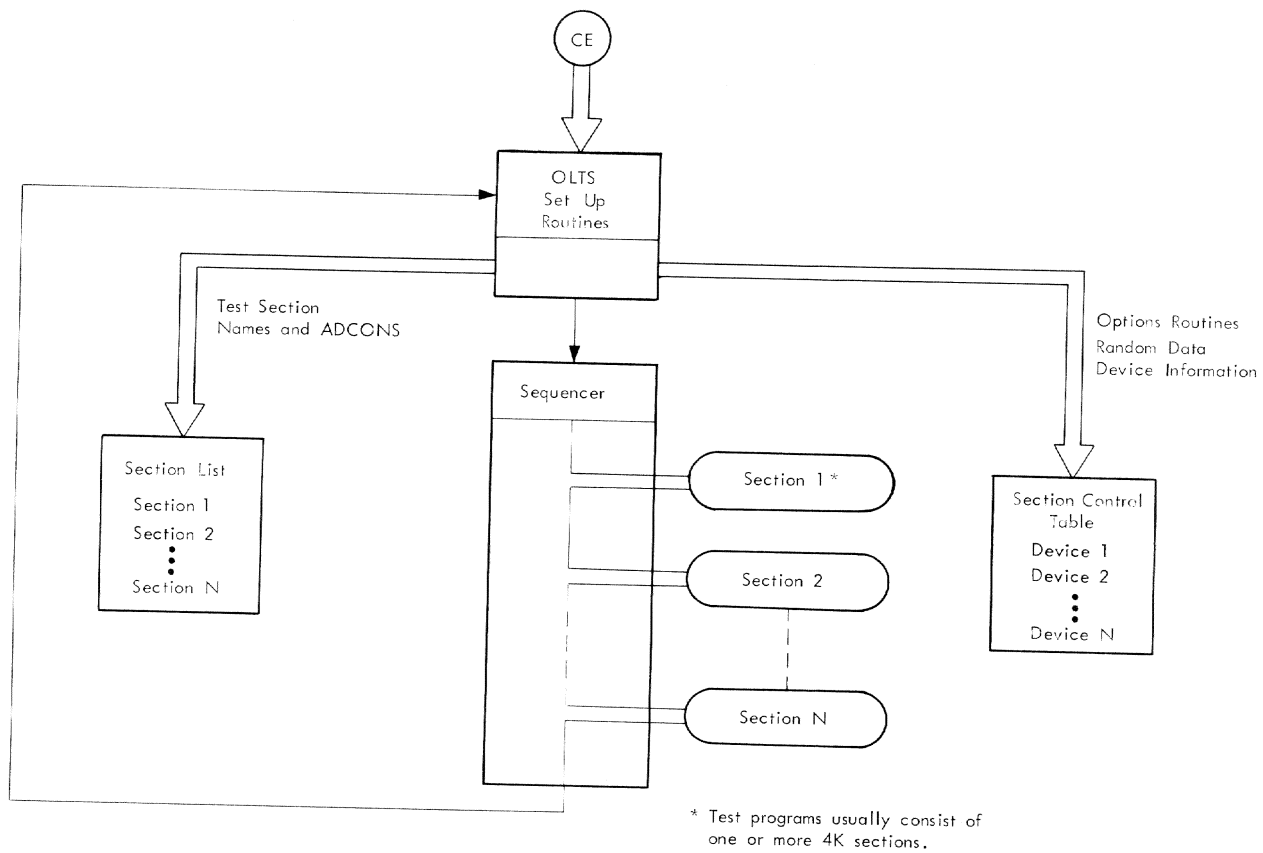 CE
OLTS
Set Up
Routines
Test Section
Names and ADCONS
Options Routines
Random Data
Device Information
Sequencer
Section List
Section 1
Section 2
Section N
Section 1*
Section 2
Section N
Section Control
Table
Device 1
Device 2
Device N
* Test programs usually consist of
one or more 4K sections.